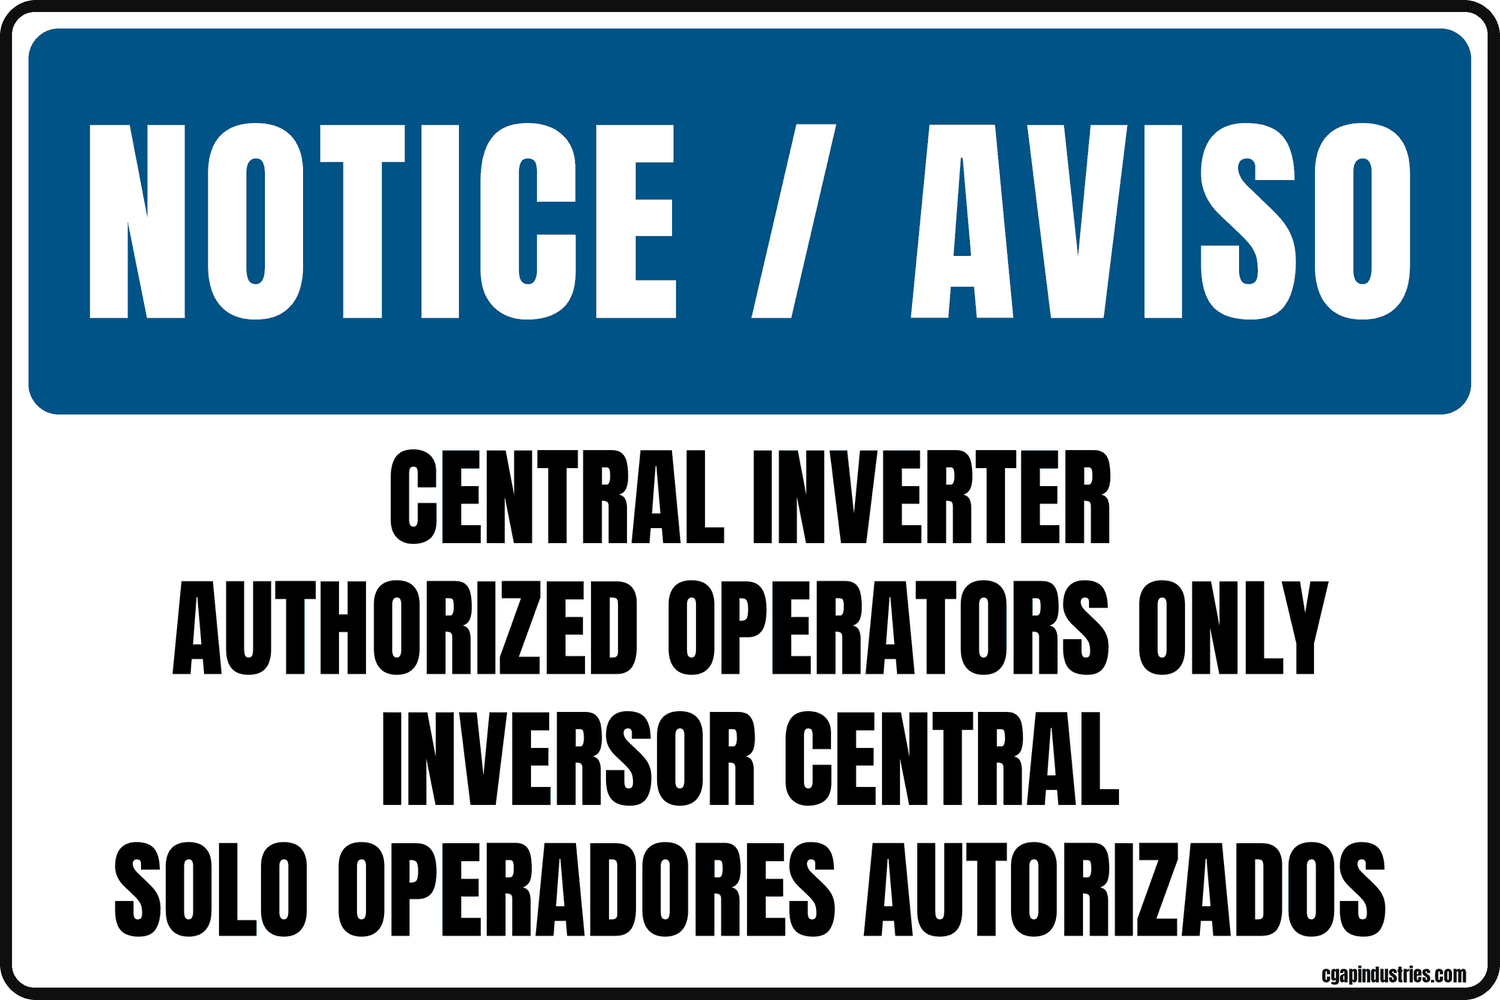 NOTICE / AVISO
CENTRAL INVERTER
AUTHORIZED OPERATORS ONLY
INVERSOR CENTRAL
SOLO OPERADORES AUTORIZADOS
cgapindustries.com